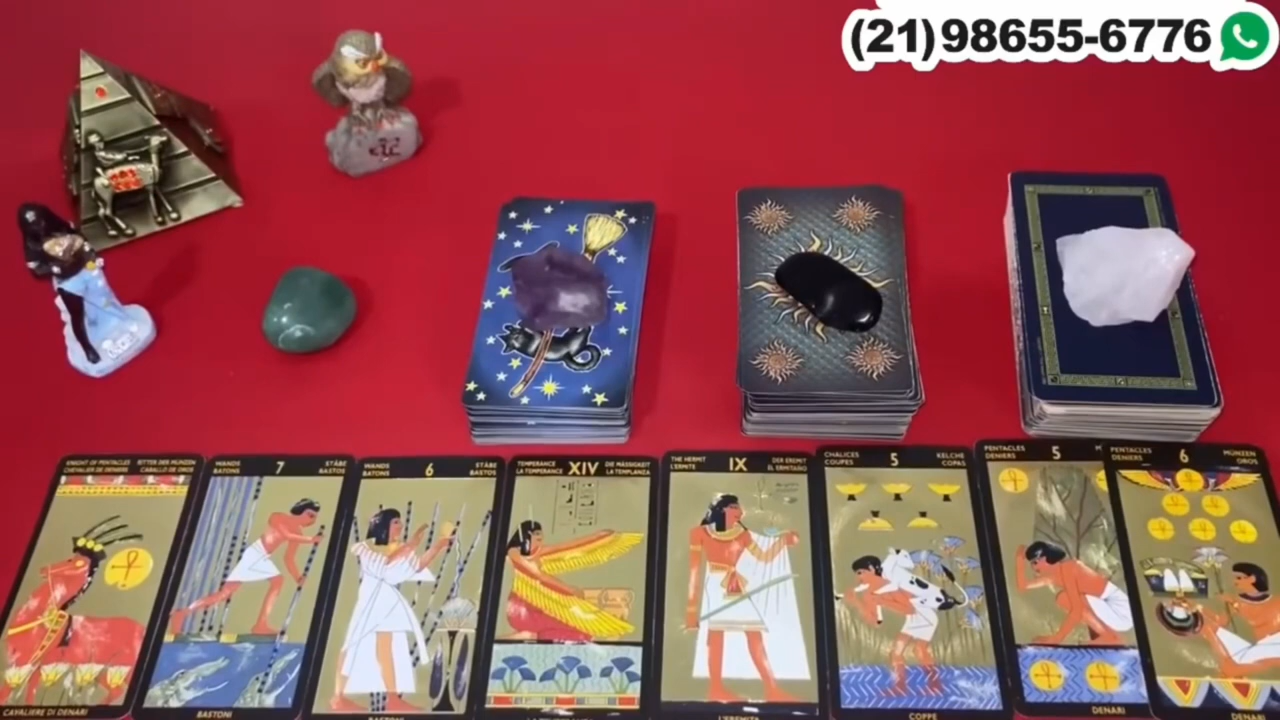 (21)98655-6776
KNIGHT OF PENTACLES
CHEVALIER DE DENIERS
RITTER DER MÜNZEN
CABALLO DE OROS
CAVALIERE DI DENARI
WANDS
BATONS
7
STÄBE
BASTOS
BASTONI
WANDS
BATONS
6
STÄBE
BASTOS
BASTONI
TEMPERANCE
LA TEMPERANCE
XIV
DIE MÄSSIGKEIT
LA TEMPLANZA
THE HERMIT
L'ERMITE
IX
DER EREMIT
EL ERMITAÑO
L'EREMITA
CHALICES
COUPES
5
KELCHE
COPAS
COPPE
PENTACLES
DENIERS
5
DENARI
PENTACLES
DENIERS
6
MÜNZEN
OROS
DENARI